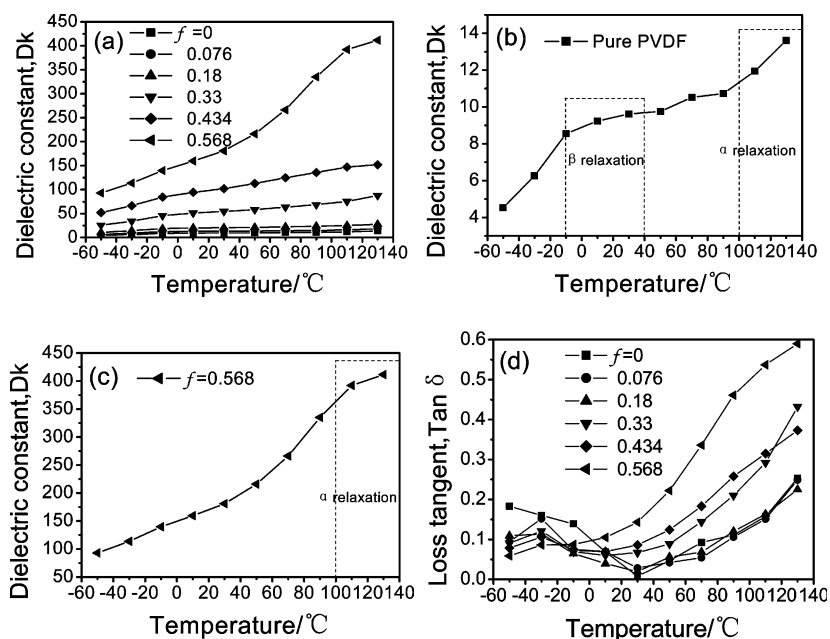 (a)
Dielectric constant,Dk
450
400
350
300
250
200
150
100
50
0
f=0
0.076
0.18
0.33
0.434
0.568
-60 -40 -20 0 20 40 60 80 100 120 140
Temperature/℃
(b)
Dielectric constant,Dk
14
12
10
8
6
4
Pure PVDF
β relaxation
α relaxation
-60 -40 -20 0 20 40 60 80 100 120 140
Temperature/℃
(c)
Dielectric constant,Dk
450
400
350
300
250
200
150
100
50
f=0.568
α relaxation
-60 -40 -20 0 20 40 60 80 100 120 140
Temperature/℃
(d)
Loss tangent,Tan δ
0.6
0.5
0.4
0.3
0.2
0.1
0.0
f=0
0.076
0.18
0.33
0.434
0.568
-60 -40 -20 0 20 40 60 80 100 120 140
Temperature/℃